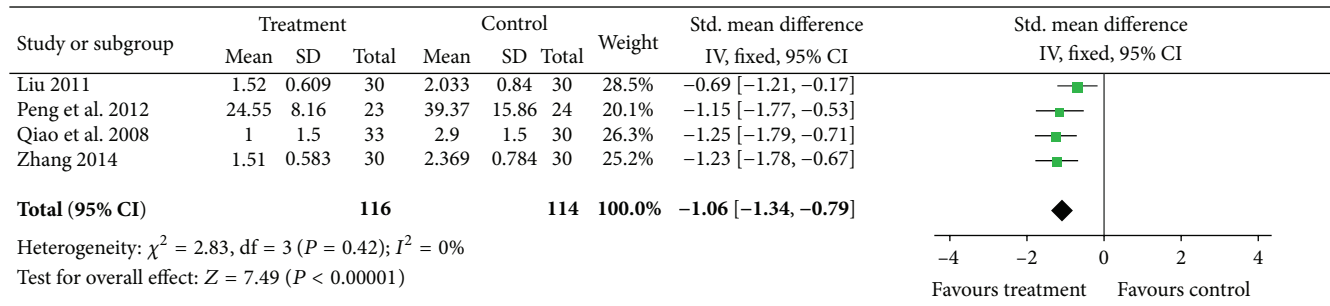 Study or subgroup Treatment Control Weight Std. mean difference Std. mean difference
Mean SD Total Mean SD Total IV, fixed, 95% CI IV, fixed, 95% CI
Liu 2011 1.52 0.609 30 2.033 0.84 30 28.5% −0.69 [−1.21, −0.17]
Peng et al. 2012 24.55 8.16 23 39.37 15.86 24 20.1% −1.15 [−1.77, −0.53]
Qiao et al. 2008 1 1.5 33 2.9 1.5 30 26.3% −1.25 [−1.79, −0.71]
Zhang 2014 1.51 0.583 30 2.369 0.784 30 25.2% −1.23 [−1.78, −0.67]
Total (95% CI) 116 114 100.0% −1.06 [−1.34, −0.79]
Heterogeneity: χ² = 2.83, df = 3 (P = 0.42); I² = 0%
Test for overall effect: Z = 7.49 (P < 0.00001)
−4 −2 0 2 4
Favours treatment Favours control